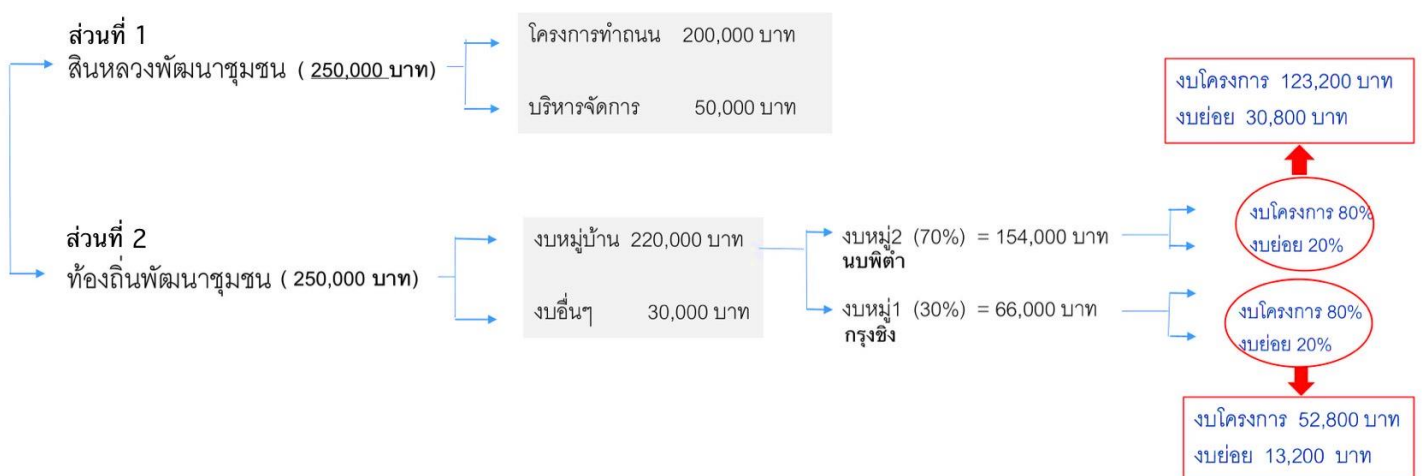 ส่วนที่ 1
สินหลวงพัฒนาชุมชน ( 250,000 บาท)
โครงการทำถนน 200,000 บาท
บริหารจัดการ 50,000 บาท
ส่วนที่ 2
ท้องถิ่นพัฒนาชุมชน ( 250,000 บาท)
งบหมู่บ้าน 220,000 บาท
งบอื่นๆ 30,000 บาท
งบหมู่2 (70%) = 154,000 บาท
นบพิตำ
งบหมู่1 (30%) = 66,000 บาท
กรุงชิง
งบโครงการ 123,200 บาท
งบย่อย 30,800 บาท
งบโครงการ 80%
งบย่อย 20%
งบโครงการ 80%
งบย่อย 20%
งบโครงการ 52,800 บาท
งบย่อย 13,200 บาท